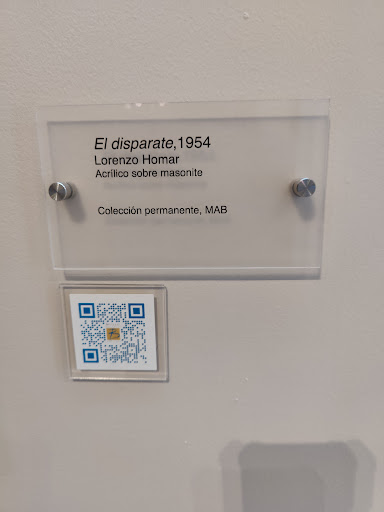 El disparate,1954
Lorenzo Homar
Acrílico sobre masonite
Colección permanente, MAB